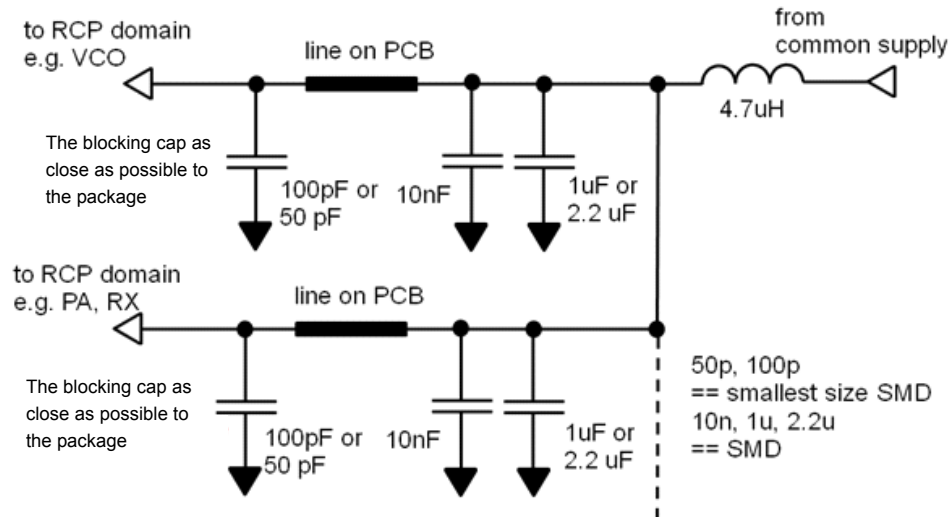 to RCP domain
e.g. VCO
line on PCB
from
common supply
4.7uH
The blocking cap as
close as possible to
the package
100pF or
50 pF
10nF
1uF or
2.2 uF
to RCP domain
e.g. PA, RX
line on PCB
The blocking cap as
close as possible to
the package
100pF or
50 pF
10nF
1uF or
2.2 uF
50p, 100p
== smallest size SMD
10n, 1u, 2.2u
== SMD